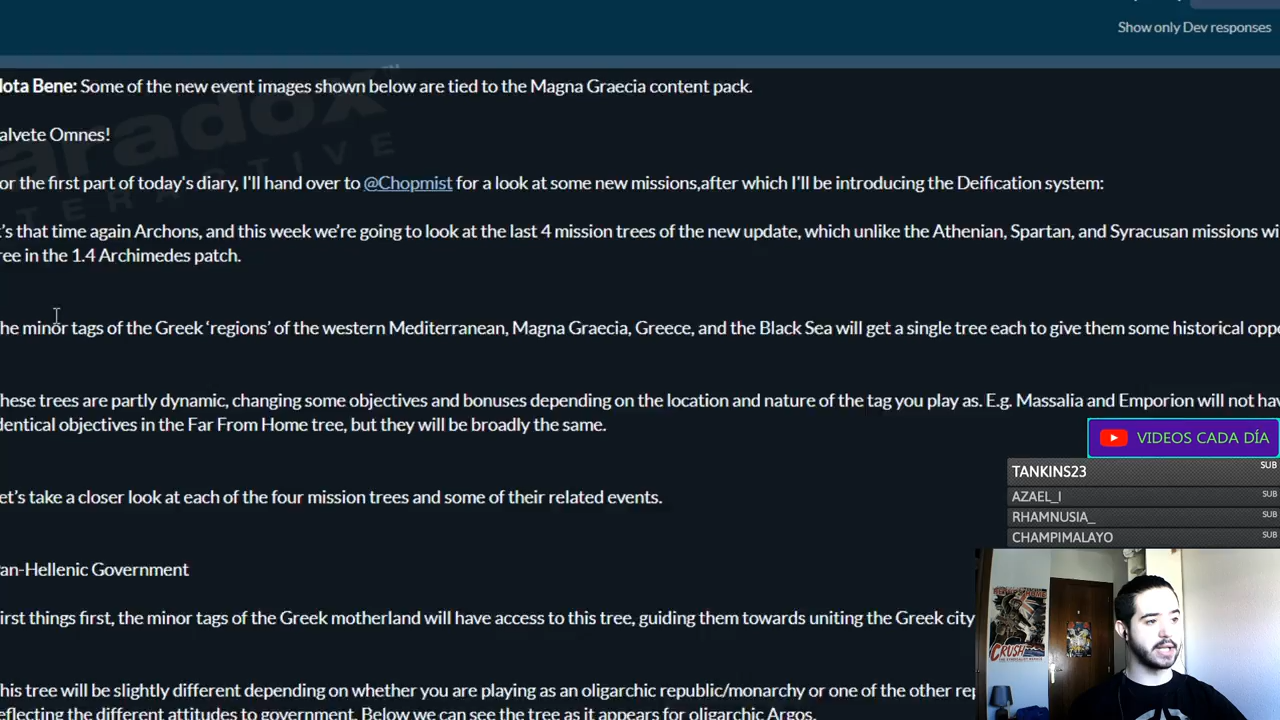 Show only Dev responses
ota Bene: Some of the new event images shown below are tied to the Magna Graecia content pack.
alvete Omnes!
or the first part of today's diary, I'll hand over to @Chopmist for a look at some new missions,after which I'll be introducing the Deification system:
's that time again Archons, and this week we're going to look at the last 4 mission trees of the new update, which unlike the Athenian, Spartan, and Syracusan missions wi
ree in the 1.4 Archimedes patch.
he minor tags of the Greek 'regions' of the western Mediterranean, Magna Graecia, Greece, and the Black Sea will get a single tree each to give them some historical oppo
hese trees are partly dynamic, changing some objectives and bonuses depending on the location and nature of the tag you play as. E.g. Massalia and Emporion will not hav
dentical objectives in the Far From Home tree, but they will be broadly the same.
VIDEOS CADA DÍA
TANKINS23 SUB
AZAEL_I SUB
et's take a closer look at each of the four mission trees and some of their related events.
RHAMNUSIA_ SUB
CHAMPIMALAYO SUB
an-Hellenic Government
irst things first, the minor tags of the Greek motherland will have access to this tree, guiding them towards uniting the Greek city
CRUSH
his tree will be slightly different depending on whether you are playing as an oligarchic republic/monarchy or one of the other rep
eflecting the different attitudes to government. Below we can see the tree as it appears for oligarchic Argos.